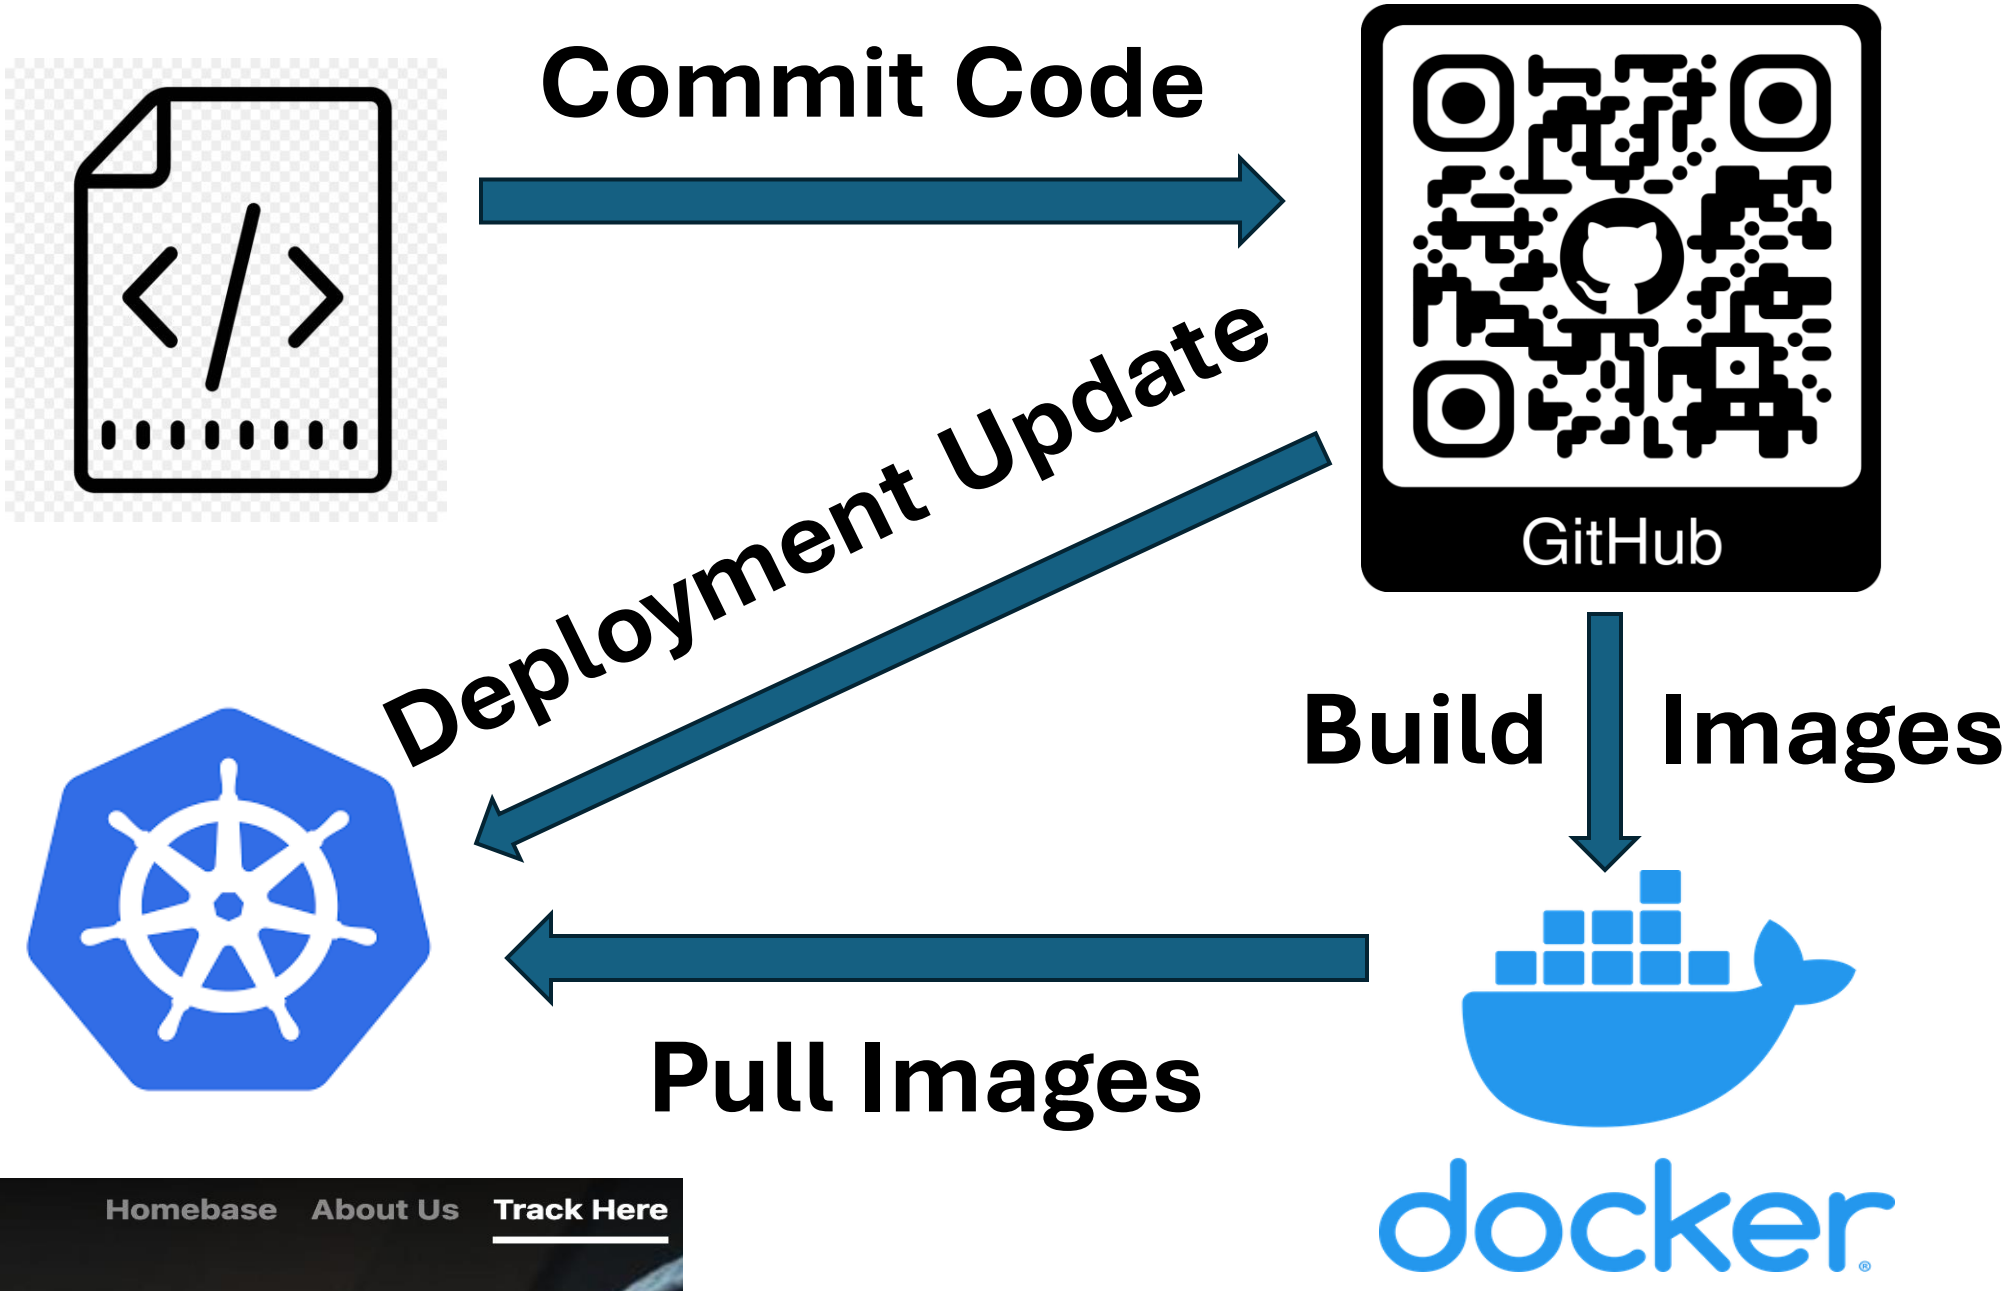 Commit Code
GitHub
Deployment Update
Build Images
Pull Images
docker
®
Homebase About Us Track Here